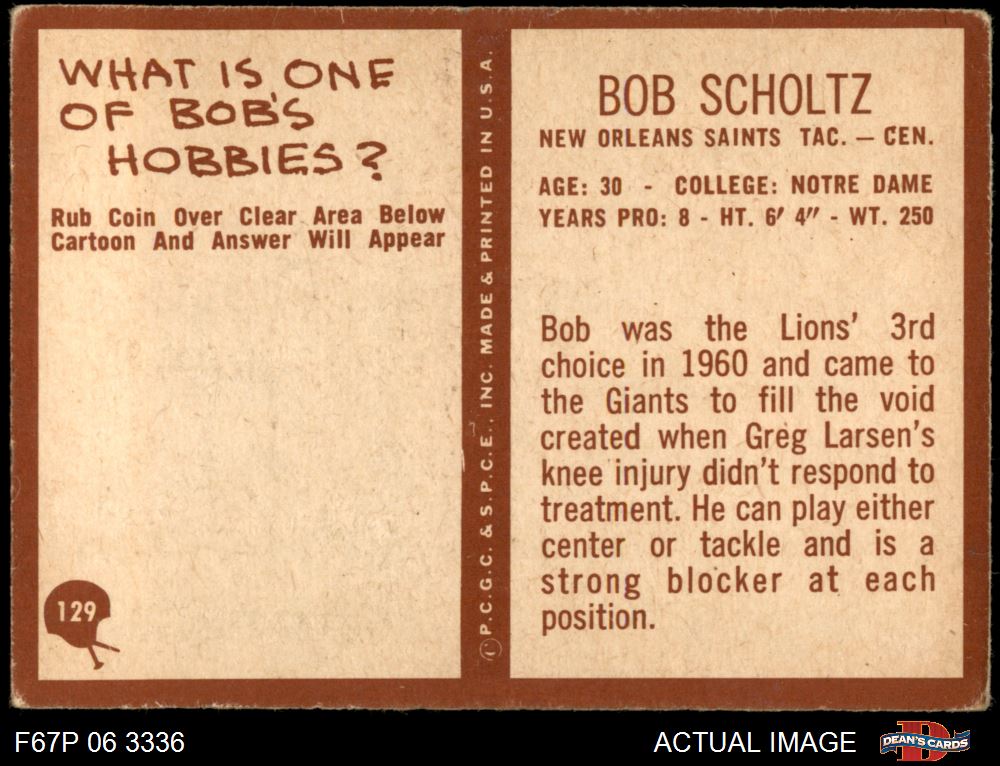 WHAT IS ONE
OF BOB'S
HOBBIES?
Rub Coin Over Clear Area Below
Cartoon And Answer Will Appear
129
© P.C.G.C. & S.P.C.E., INC. MADE & PRINTED IN U.S.A.
BOB SCHOLTZ
NEW ORLEANS SAINTS TAC. — CEN.
AGE: 30 - COLLEGE: NOTRE DAME
YEARS PRO: 8 - HT. 6' 4" - WT. 250
Bob was the Lions' 3rd
choice in 1960 and came to
the Giants to fill the void
created when Greg Larsen's
knee injury didn't respond to
treatment. He can play either
center or tackle and is a
strong blocker at each
position.
F67P 06 3336
ACTUAL IMAGE
D
DEAN'S CARDS